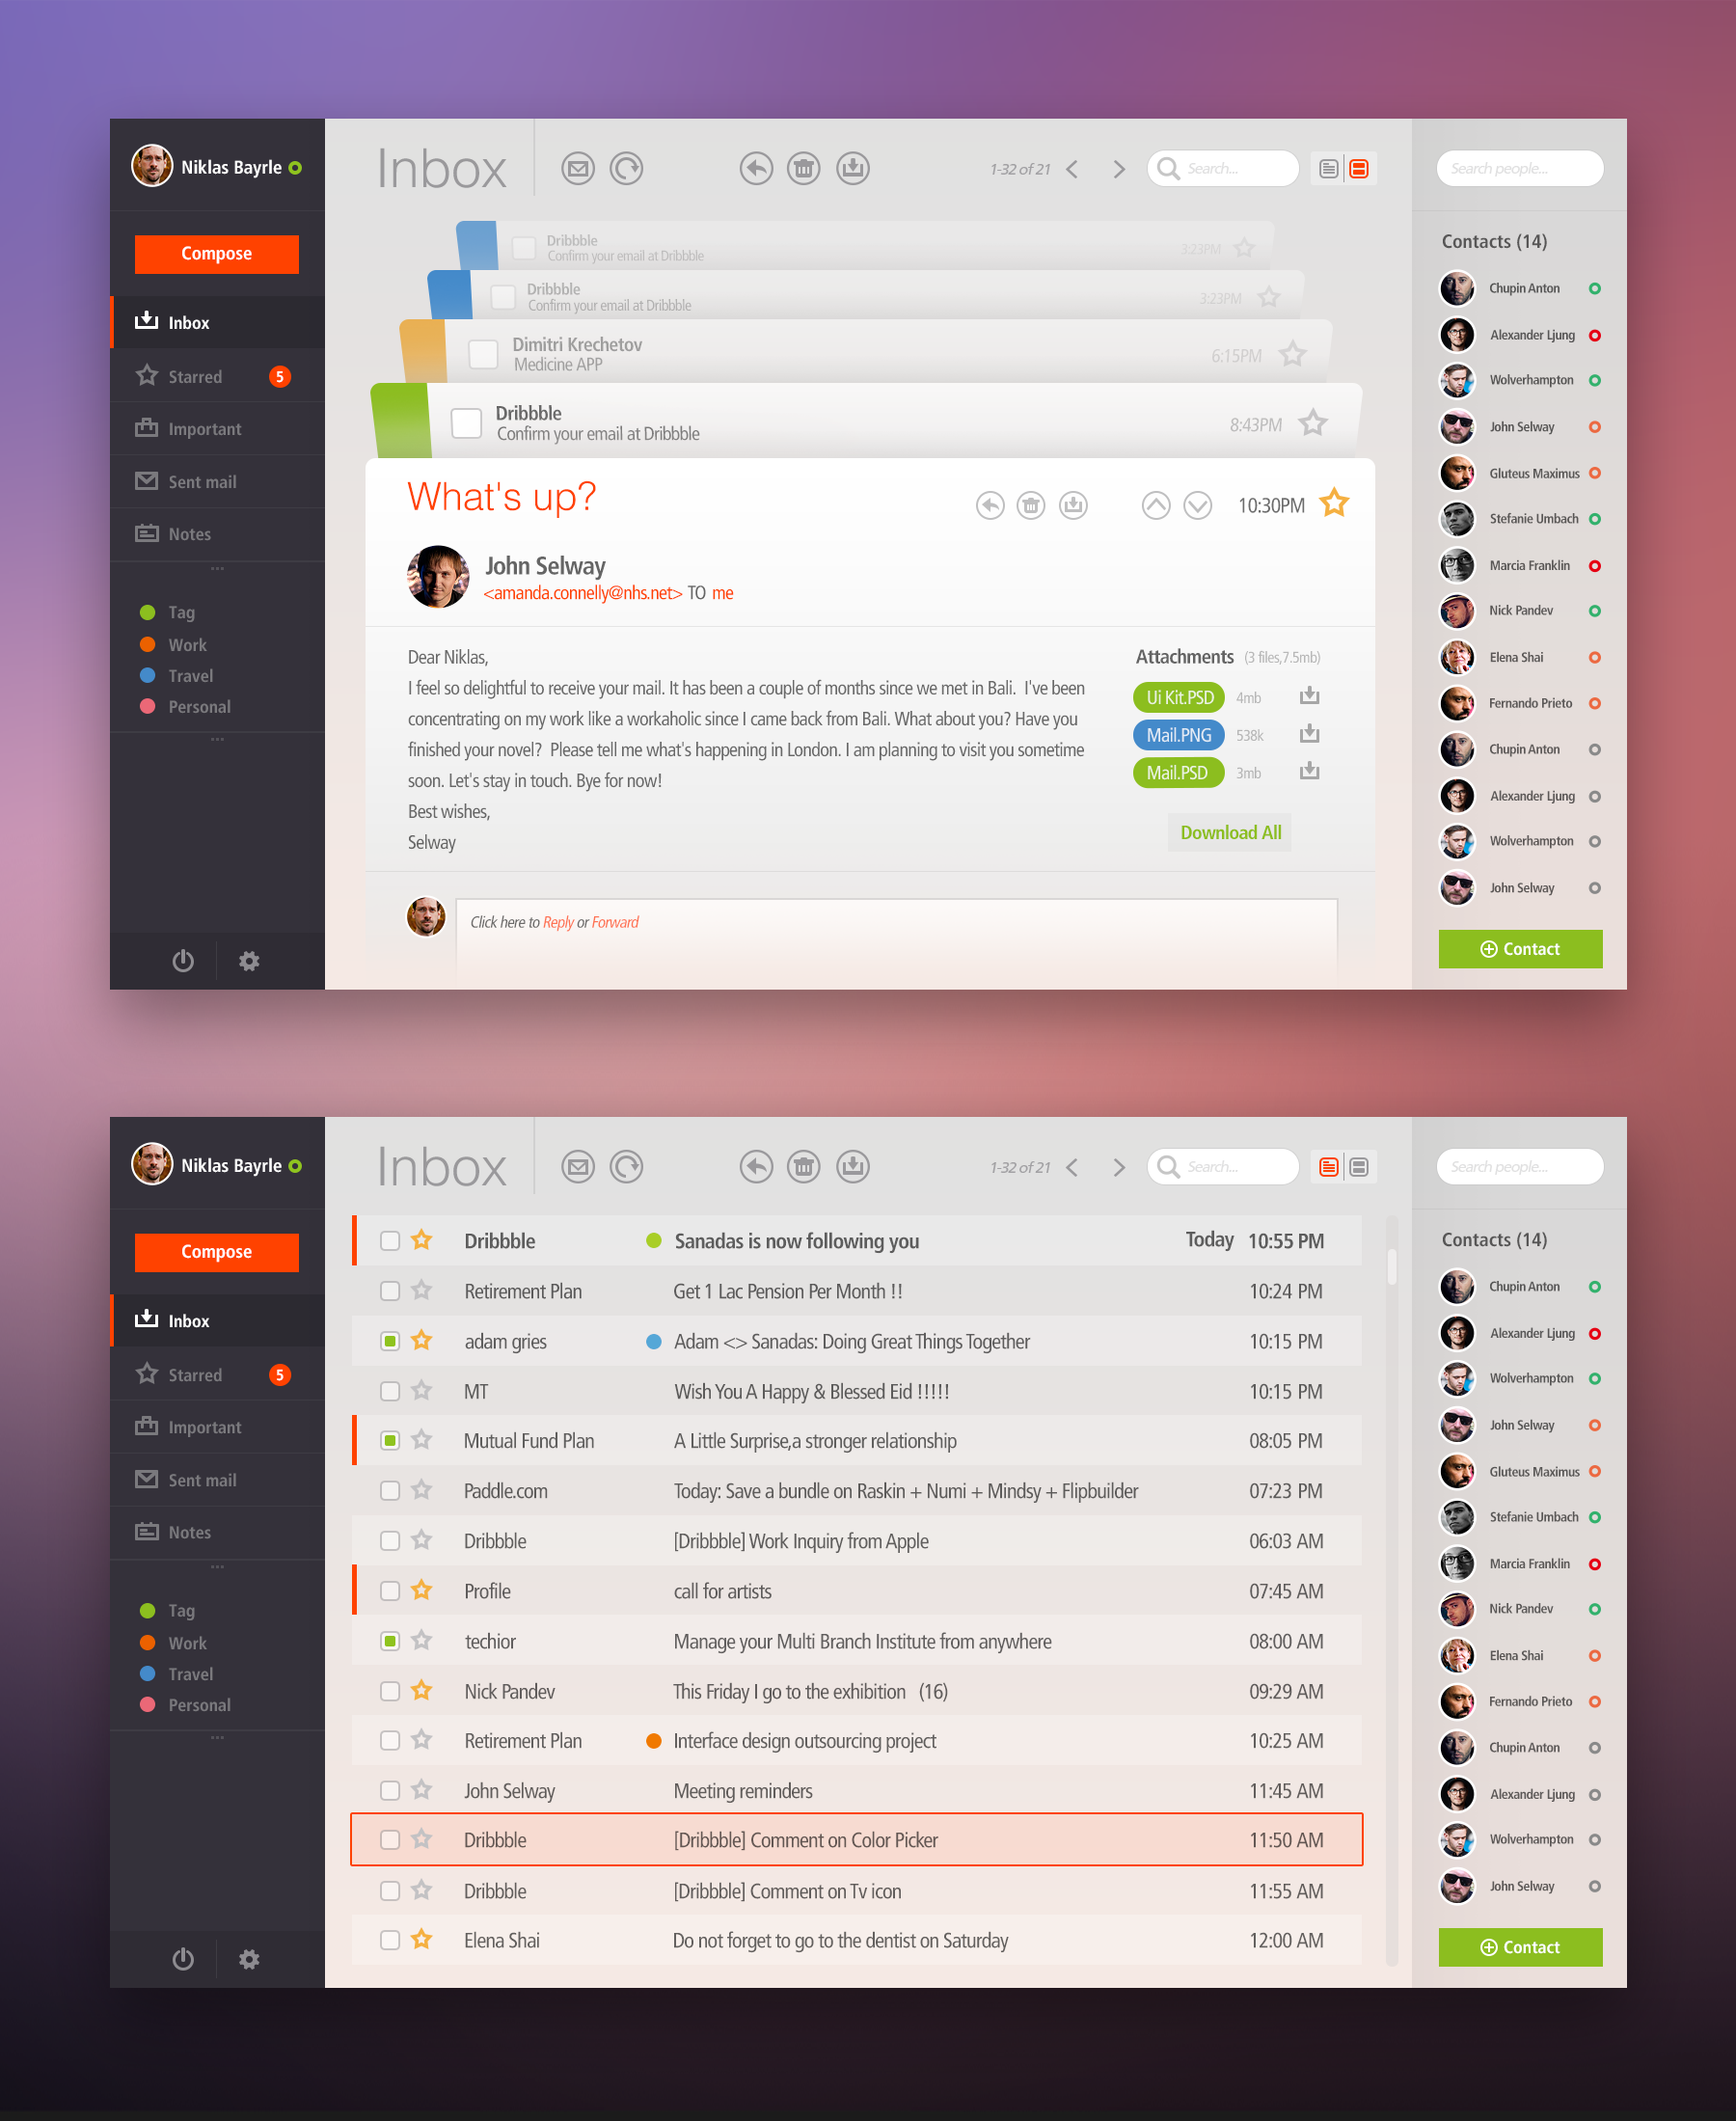 Niklas Bayrle
Compose
Inbox
Starred
5
Important
Sent mail
Notes
Tag
Work
Travel
Personal
Inbox
1-32 of 21
Search...
Dribbble
Confirm your email at Dribbble
3:23PM
Dribbble
Confirm your email at Dribbble
3:23PM
Dimitri Krechetov
Medicine APP
6:15PM
Dribbble
Confirm your email at Dribbble
8:43PM
What's up?
10:30PM
John Selway
<amanda.connelly@nhs.net> TO me
Dear Niklas,
I feel so delightful to receive your mail. It has been a couple of months since we met in Bali. I've been
concentrating on my work like a workaholic since I came back from Bali. What about you? Have you
finished your novel? Please tell me what's happening in London. I am planning to visit you sometime
soon. Let's stay in touch. Bye for now!
Best wishes,
Selway
Attachments (3 files,7.5mb)
Ui Kit.PSD 4mb
Mail.PNG 538k
Mail.PSD 3mb
Download All
Click here to Reply or Forward
Search people...
Contacts (14)
Chupin Anton
Alexander Ljung
Wolverhampton
John Selway
Gluteus Maximus
Stefanie Umbach
Marcia Franklin
Nick Pandev
Elena Shai
Fernando Prieto
Chupin Anton
Alexander Ljung
Wolverhampton
John Selway
Contact
Niklas Bayrle
Compose
Inbox
Starred
5
Important
Sent mail
Notes
Tag
Work
Travel
Personal
Inbox
1-32 of 21
Search...
Dribbble Sanadas is now following you Today 10:55 PM
Retirement Plan Get 1 Lac Pension Per Month !! 10:24 PM
adam gries Adam <> Sanadas: Doing Great Things Together 10:15 PM
MT Wish You A Happy & Blessed Eid !!!!! 10:15 PM
Mutual Fund Plan A Little Surprise,a stronger relationship 08:05 PM
Paddle.com Today: Save a bundle on Raskin + Numi + Mindsy + Flipbuilder 07:23 PM
Dribbble [Dribbble] Work Inquiry from Apple 06:03 AM
Profile call for artists 07:45 AM
techior Manage your Multi Branch Institute from anywhere 08:00 AM
Nick Pandev This Friday I go to the exhibition (16) 09:29 AM
Retirement Plan Interface design outsourcing project 10:25 AM
John Selway Meeting reminders 11:45 AM
Dribbble [Dribbble] Comment on Color Picker 11:50 AM
Dribbble [Dribbble] Comment on Tv icon 11:55 AM
Elena Shai Do not forget to go to the dentist on Saturday 12:00 AM
Search people...
Contacts (14)
Chupin Anton
Alexander Ljung
Wolverhampton
John Selway
Gluteus Maximus
Stefanie Umbach
Marcia Franklin
Nick Pandev
Elena Shai
Fernando Prieto
Chupin Anton
Alexander Ljung
Wolverhampton
John Selway
Contact